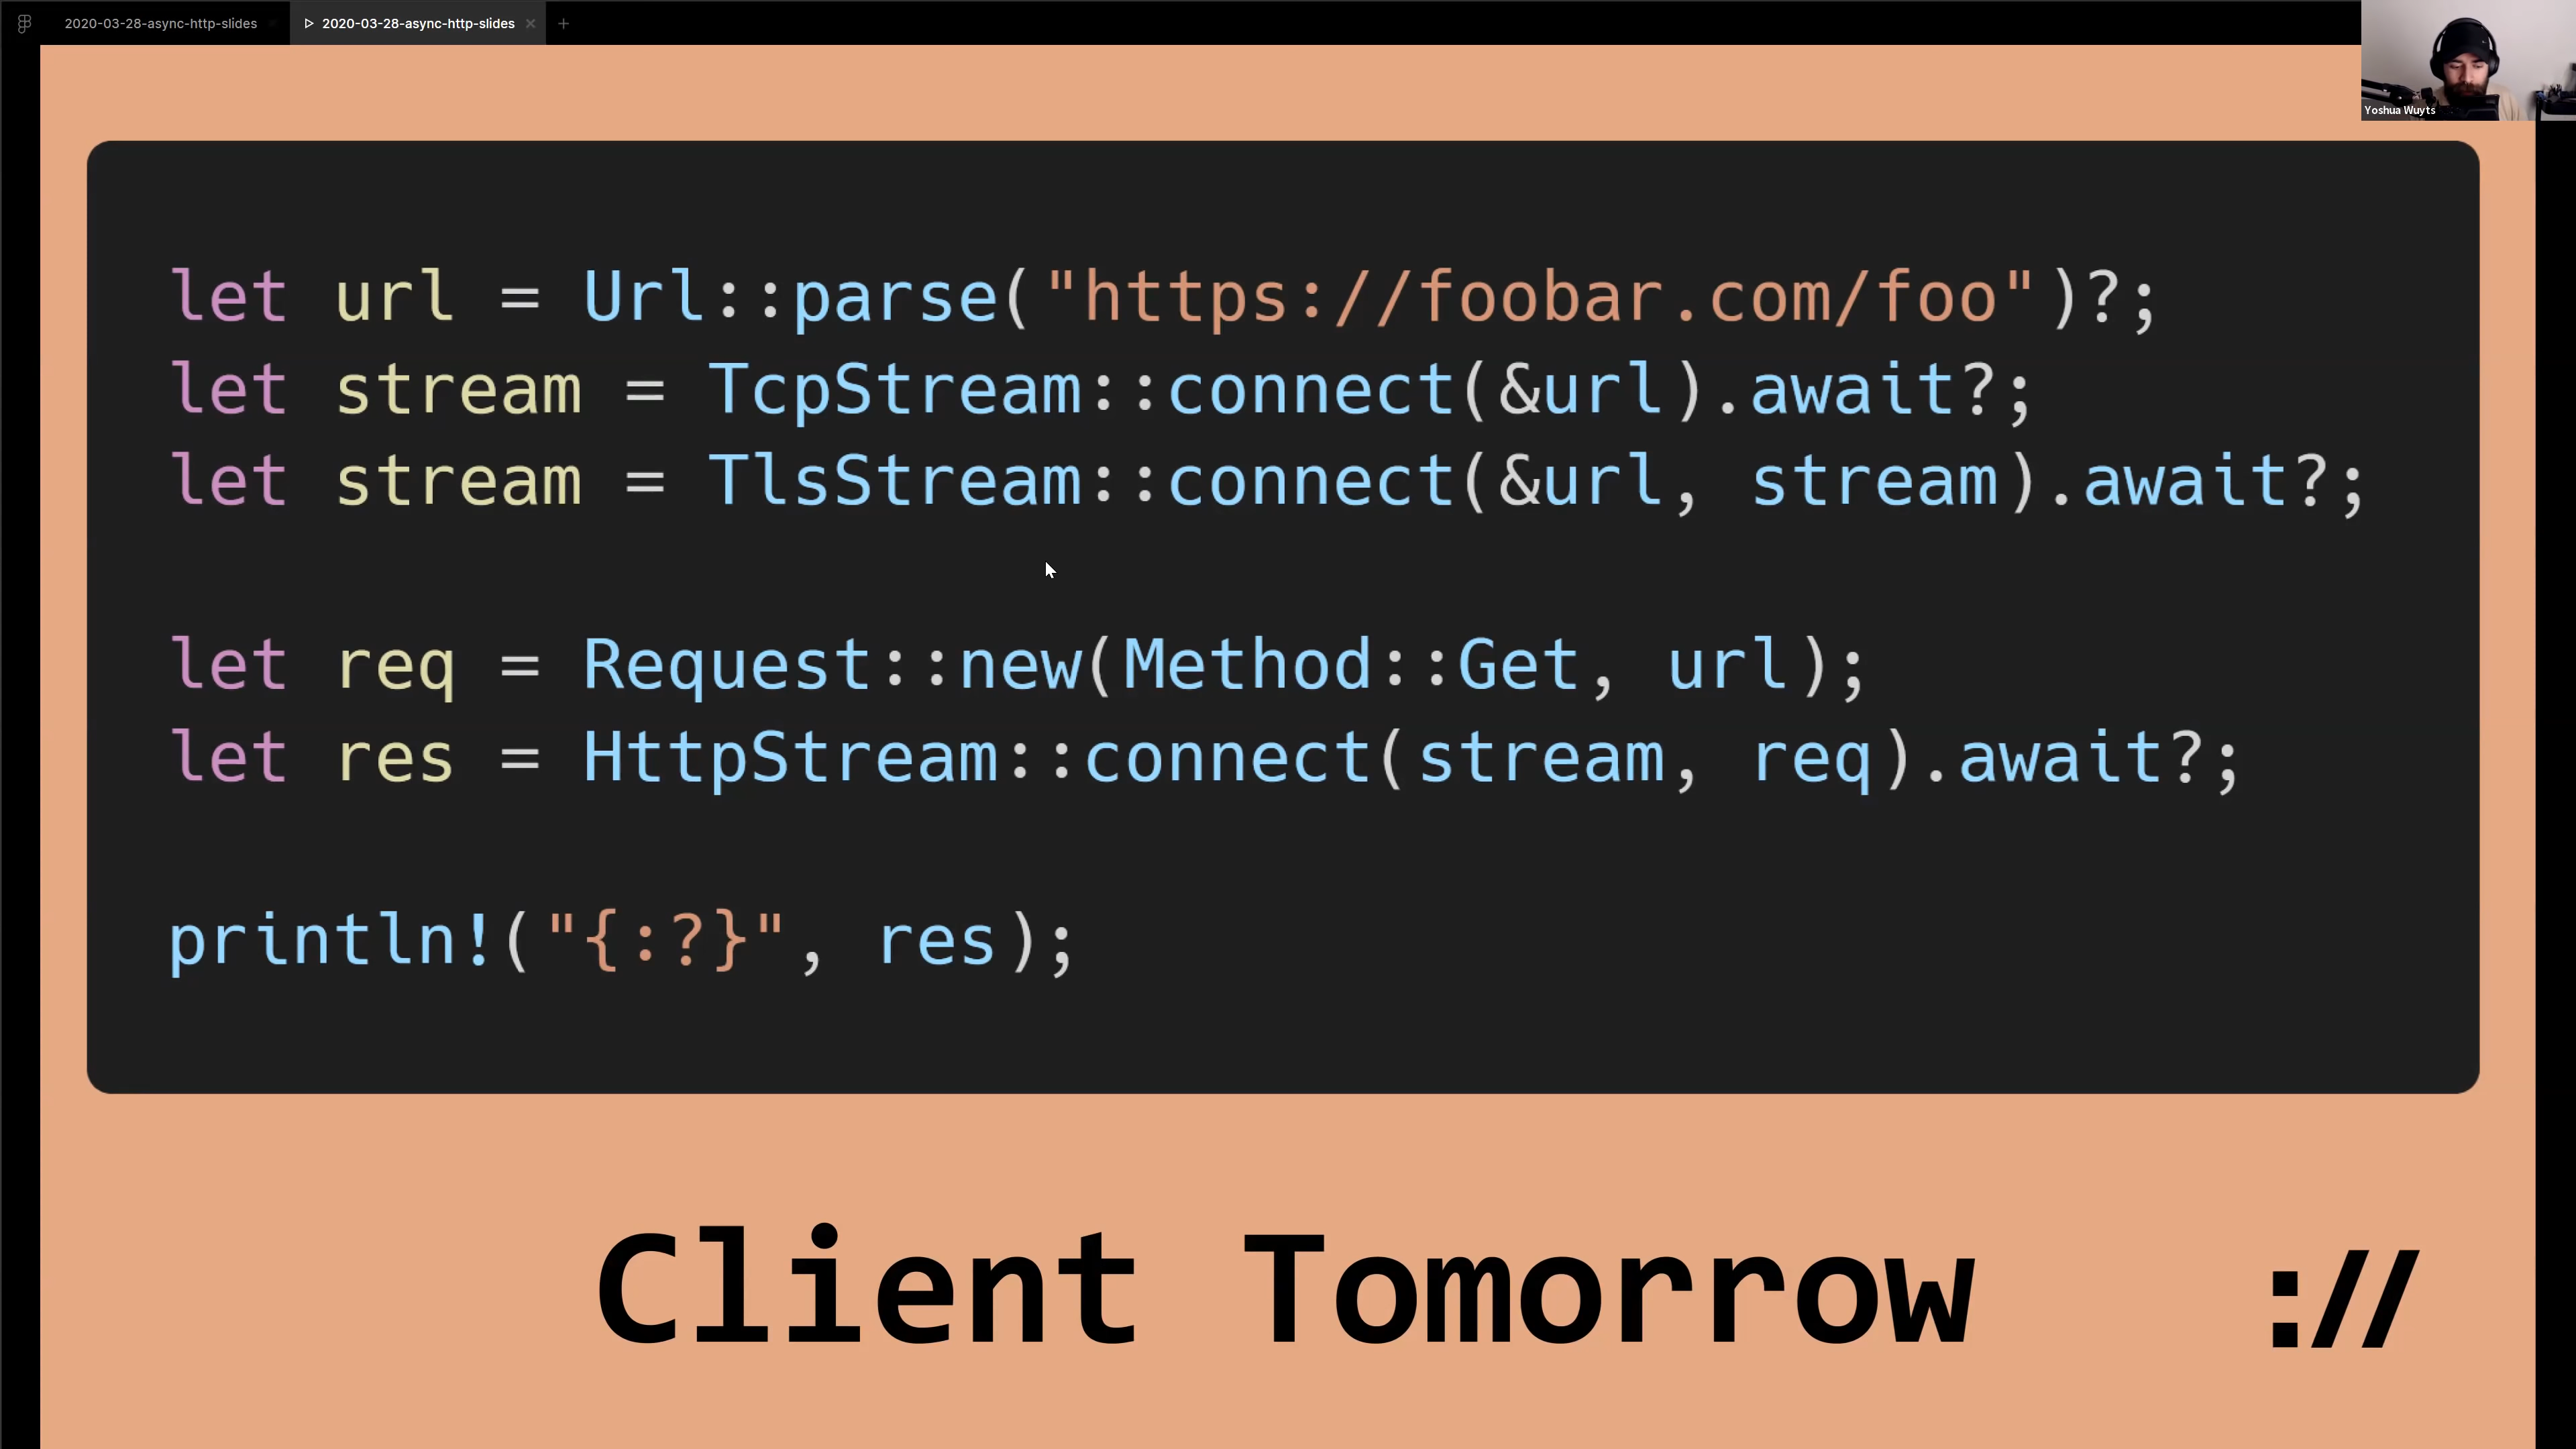 2020-03-28-async-http-slides
2020-03-28-async-http-slides
Yoshua Wuyts
let url = Url::parse("https://foobar.com/foo")?;
let stream = TcpStream::connect(&url).await?;
let stream = TlsStream::connect(&url, stream).await?;
let req = Request::new(Method::Get, url);
let res = HttpStream::connect(stream, req).await?;
println!("{:?}", res);
Client Tomorrow
://